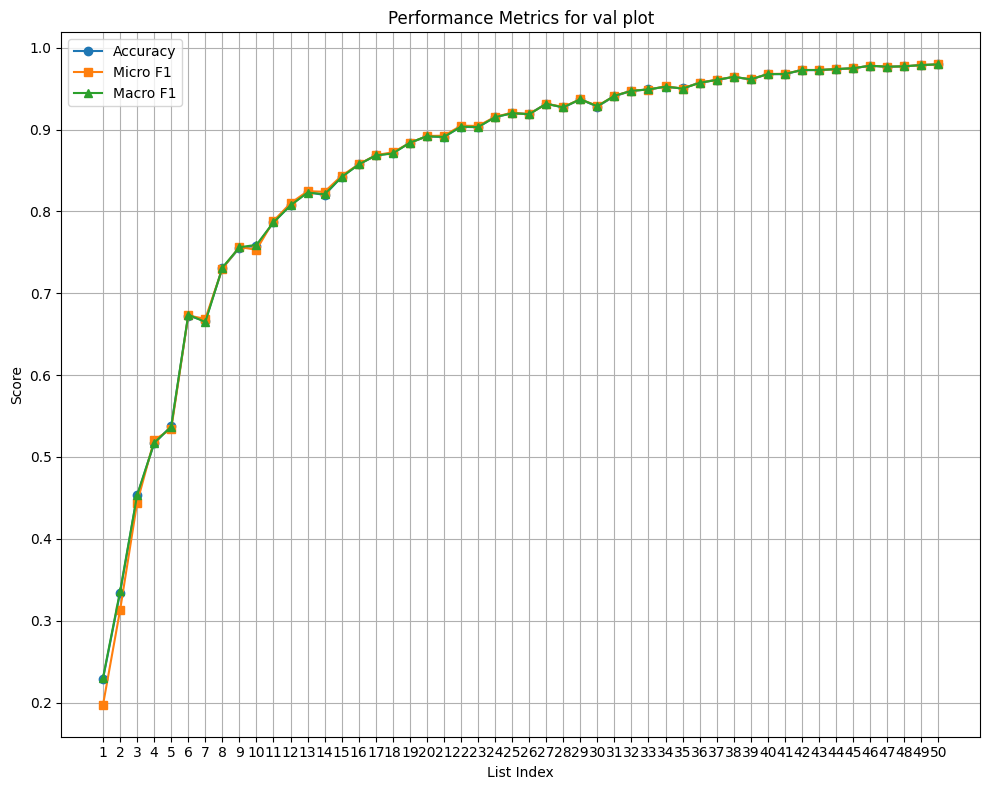 Performance Metrics for val plot
Accuracy
Micro F1
Macro F1
1.0
0.9
0.8
0.7
0.6
0.5
0.4
0.3
0.2
Score
1 2 3 4 5 6 7 8 9 10 11 12 13 14 15 16 17 18 19 20 21 22 23 24 25 26 27 28 29 30 31 32 33 34 35 36 37 38 39 40 41 42 43 44 45 46 47 48 49 50
List Index